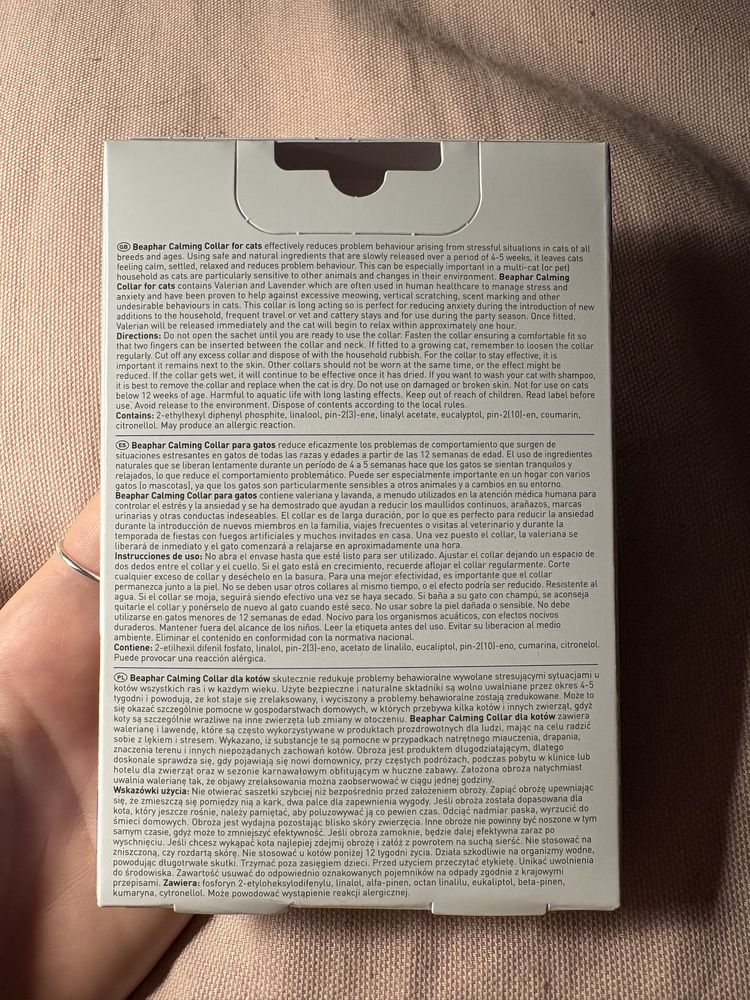 GB Beaphar Calming Collar for cats effectively reduces problem behaviour arising from stressful situations in cats of all
breeds and ages. Using safe and natural ingredients that are slowly released over a period of 4-5 weeks, it leaves cats
feeling calm, settled, relaxed and reduces problem behaviour. This can be especially important in a multi-cat (or pet)
household as cats are particularly sensitive to other animals and changes in their environment. Beaphar Calming
Collar for cats contains Valerian and Lavender which are often used in human healthcare to manage stress and
anxiety and have been proven to help against excessive meowing, vertical scratching, scent marking and other
undesirable behaviours in cats. This collar is long acting so is perfect for reducing anxiety during the introduction of new
additions to the household, frequent travel or vet and cattery stays and for use during the party season. Once fitted,
Valerian will be released immediately and the cat will begin to relax within approximately one hour.
Directions: Do not open the sachet until you are ready to use the collar. Fasten the collar ensuring a comfortable fit so
that two fingers can be inserted between the collar and neck. If fitted to a growing cat, remember to loosen the collar
regularly. Cut off any excess collar and dispose of with the household rubbish. For the collar to stay effective, it is
important it remains next to the skin. Other collars should not be worn at the same time, or the effect might be
reduced. If the collar gets wet, it will continue to be effective once it has dried. If you want to wash your cat with shampoo,
it is best to remove the collar and replace when the cat is dry. Do not use on damaged or broken skin. Not for use on cats
below 12 weeks of age. Harmful to aquatic life with long lasting effects. Keep out of reach of children. Read label before
use. Avoid release to the environment. Dispose of contents according to the local rules.
Contains: 2-ethylhexyl diphenyl phosphite, linalool, pin-2(3)-ene, linalyl acetate, eucalyptol, pin-2(10)-en, coumarin,
citronellol. May produce an allergic reaction.
ES Beaphar Calming Collar para gatos reduce eficazmente los problemas de comportamiento que surgen de
situaciones estresantes en gatos de todas las razas y edades a partir de las 12 semanas de edad. El uso de ingredientes
naturales que se liberan lentamente durante un período de 4 a 5 semanas hace que los gatos se sientan tranquilos y
relajados, lo que reduce el comportamiento problemático. Puede ser especialmente importante en un hogar con varios
gatos (o mascotas), ya que los gatos son particularmente sensibles a otros animales y a cambios en su entorno.
Beaphar Calming Collar para gatos contiene valeriana y lavanda, a menudo utilizados en la atención médica humana para
controlar el estrés y la ansiedad y se ha demostrado que ayudan a reducir los maullidos continuos, arañazos, marcas
urinarias y otras conductas indeseables. El collar es de larga duración, por lo que es perfecto para reducir la ansiedad
durante la introducción de nuevos miembros en la familia, viajes frecuentes o visitas al veterinario y durante la
temporada de fiestas con fuegos artificiales y muchos invitados en casa. Una vez puesto el collar, la valeriana se
liberará de inmediato y el gato comenzará a relajarse en aproximadamente una hora.
Instrucciones de uso: No abra el envase hasta que esté listo para ser utilizado. Ajustar el collar dejando un espacio de
dos dedos entre el collar y el cuello. Si el gato está en crecimiento, recuerde aflojar el collar regularmente. Corte
cualquier exceso de collar y deséchelo en la basura. Para una mejor efectividad, es importante que el collar
permanezca junto a la piel. No se deben usar otros collares al mismo tiempo, o el efecto podría ser reducido. Resistente al
agua. Si el collar se moja, seguirá siendo efectivo una vez se haya secado. Si baña a su gato con champú, se aconseja
quitarle el collar y ponérselo de nuevo al gato cuando esté seco. No usar sobre la piel dañada o sensible. No debe
utilizarse en gatos menores de 12 semanas de edad. Nocivo para los organismos acuáticos, con efectos nocivos
duraderos. Mantener fuera del alcance de los niños. Leer la etiqueta antes del uso. Evitar su liberación al medio
ambiente. Eliminar el contenido en conformidad con la normativa nacional.
Contiene: 2-etilhexil difenil fosfato, linalol, pin-2(3)-eno, acetato de linalilo, eucaliptol, pin-2(10)-eno, cumarina, citronelol.
Puede provocar una reacción alérgica.
PL Beaphar Calming Collar dla kotów skutecznie redukuje problemy behawioralne wywołane stresującymi sytuacjami u
kotów wszystkich ras i w każdym wieku. Użyte bezpieczne i naturalne składniki są wolno uwalniane przez okres 4-5
tygodni i powodują, że kot staje się zrelaksowany, i wyciszony a problemy behawioralne zostają zredukowane. Może to
się okazać szczególnie pomocne w gospodarstwach domowych, w których przebywa kilka kotów i innych zwierząt, gdyż
koty są szczególnie wrażliwe na inne zwierzęta lub zmiany w otoczeniu. Beaphar Calming Collar dla kotów zawiera
walerianę i lawendę, które są często wykorzystywane w produktach prozdrowotnych dla ludzi, mając na celu radzić
sobie z lękiem i stresem. Wykazano, iż substancje te są pomocne w przypadkach natrętnego miauczenia, drapania,
znaczenia terenu i innych niepożądanych zachowań kotów. Obroża jest produktem długodziałającym, dlatego
doskonale sprawdza się, gdy pojawiają się nowi domownicy, przy częstych podróżach, podczas pobytu w klinice lub
hotelu dla zwierząt oraz w sezonie karnawałowym obfitującym w huczne zabawy. Założona obroża natychmiast
uwalnia walerianę tak, że objawy zrelaksowania można zaobserwować w ciągu jednej godziny.
Wskazówki użycia: Nie otwierać saszetki szybciej niż bezpośrednio przed założeniem obroży. Zapiąć obrożę upewniając
się, że zmieszczą się pomiędzy nią a kark, dwa palce dla zapewnienia wygody. Jeśli obroża została dopasowana dla
kota, który jeszcze rośnie, należy pamiętać, aby poluzowywać ją co pewien czas. Odciąć nadmiar paska, wyrzucić do
śmieci domowych. Obroża jest wydajna pozostając blisko skóry zwierzęcia. Inne obroże nie powinny być noszone w tym
samym czasie, gdyż może to zmniejszyć efektywność. Jeśli obroża zamoknie, będzie dalej efektywna zaraz po
wyschnięciu. Jeśli chcesz wykąpać kota najlepiej zdejmij obrożę i załóż z powrotem na suchą sierść. Nie stosować na
zniszczoną, czy rozdartą skórę. Nie stosować u kotów poniżej 12 tygodni życia. Działa szkodliwie na organizmy wodne,
powodując długotrwałe skutki. Trzymać poza zasięgiem dzieci. Przed użyciem przeczytać etykietę. Unikać uwolnienia
do środowiska. Zawartość usuwać do odpowiednio oznakowanych pojemników na odpady zgodnie z krajowymi
przepisami. Zawiera: fosforyn 2-etyloheksylodifenylu, linalol, alfa-pinen, octan linalilu, eukaliptol, beta-pinen,
kumaryna, cytronellol. Może powodować wystąpienie reakcji alergicznej.